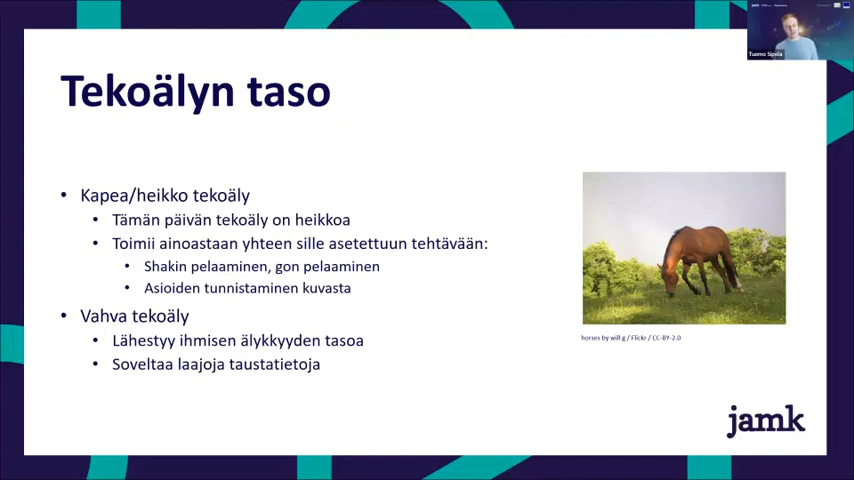 Tuomo Sipola
Tekoälyn taso
• Kapea/heikko tekoäly
• Tämän päivän tekoäly on heikkoa
• Toimii ainoastaan yhteen sille asetettuun tehtävään:
• Shakin pelaaminen, gon pelaaminen
• Asioiden tunnistaminen kuvasta
• Vahva tekoäly
• Lähestyy ihmisen älykkyyden tasoa
• Soveltaa laajoja taustatietoja
horses by will g / Flickr / CC-BY-2.0
jamk